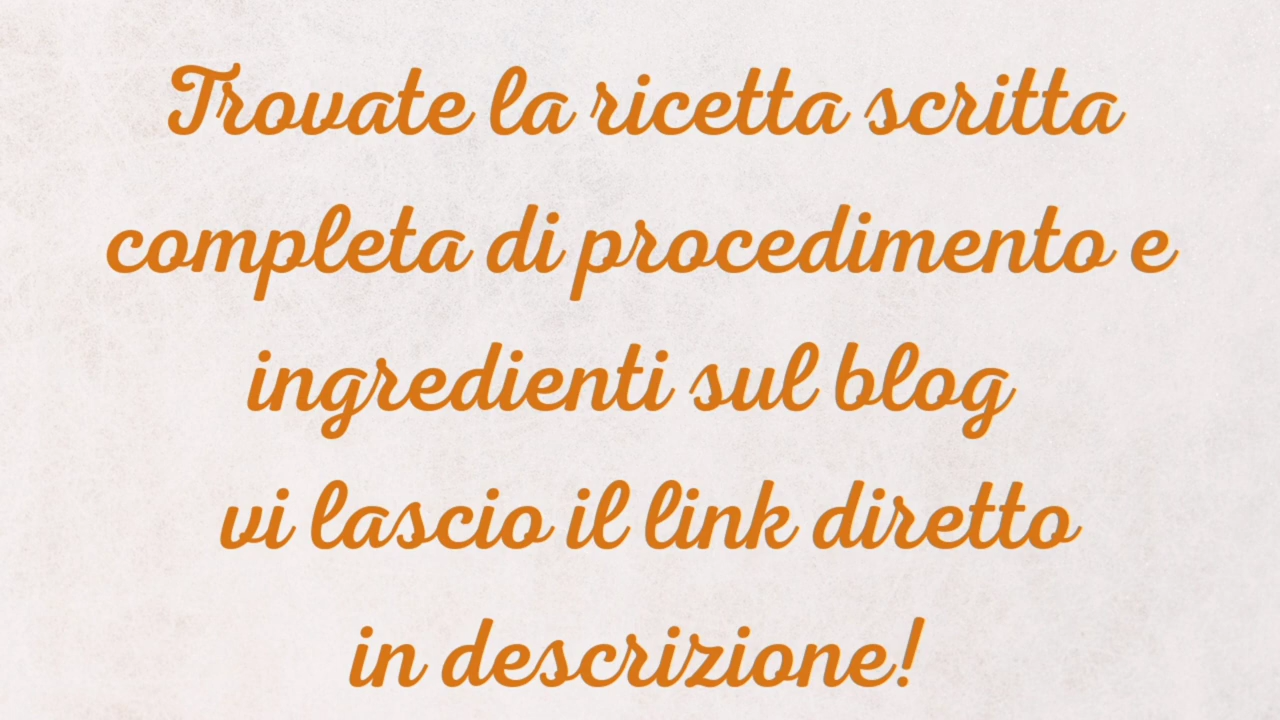 Trovate la ricetta scritta
completa di procedimento e
ingredienti sul blog
vi lascio il link diretto
in descrizione!